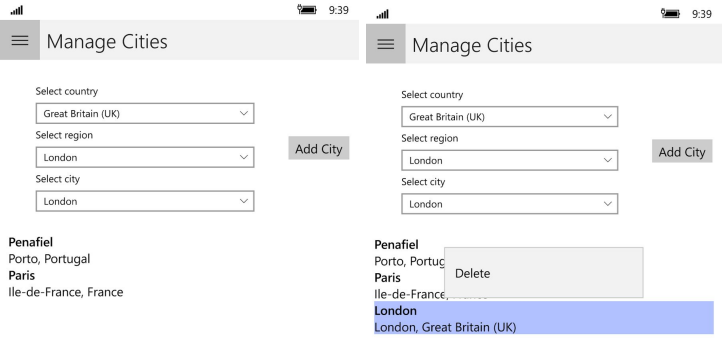 9:39
Manage Cities
Select country
Great Britain (UK)
Select region
London
Add City
Select city
London
Penafiel
Porto, Portugal
Paris
Ile-de-France, France
9:39
Manage Cities
Select country
Great Britain (UK)
Select region
London
Add City
Select city
London
Penafiel
Porto, Portug
Delete
Paris
Ile-de-France,
London
London, Great Britain (UK)